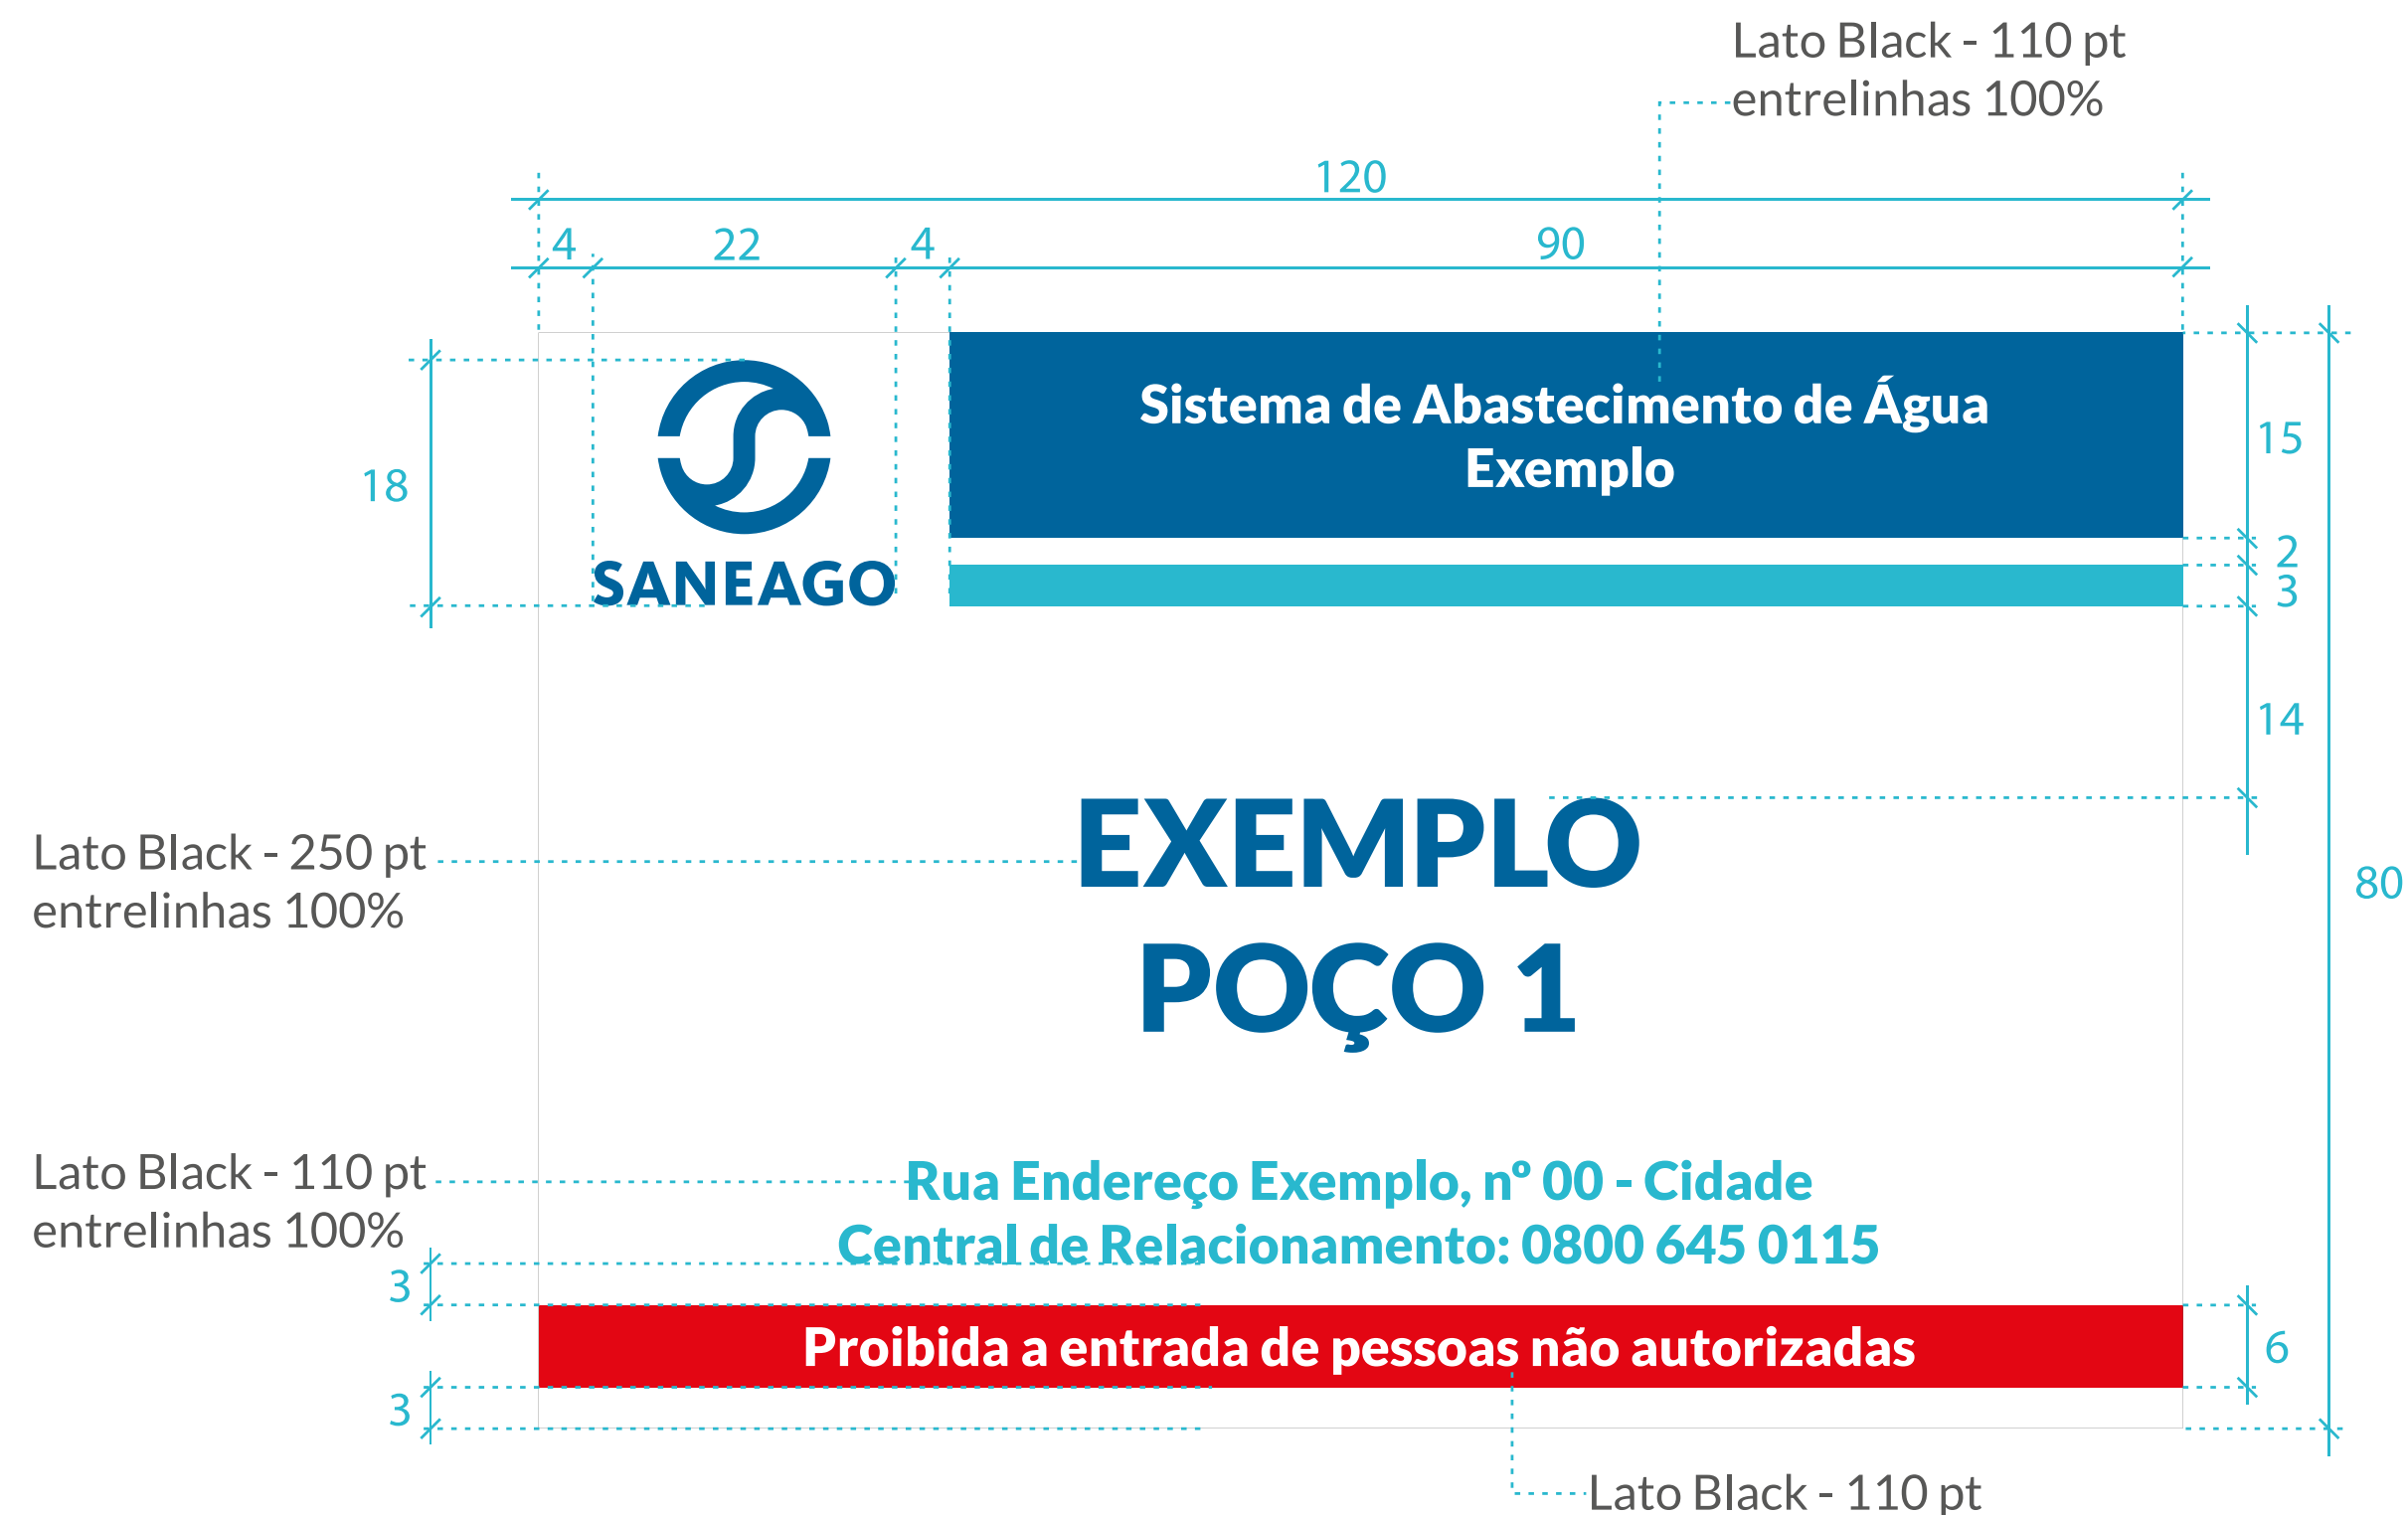 Lato Black - 110 pt
entrelinhas 100%
120
4
22
4
90
Sistema de Abastecimento de Água
Exemplo
SANEAGO
18
15
2
3
14
EXEMPLO
POÇO 1
Lato Black - 250 pt
entrelinhas 100%
80
Lato Black - 110 pt
entrelinhas 100%
Rua Endereço Exemplo, nº 00 - Cidade
Central de Relacionamento: 0800 645 0115
3
Proibida a entrada de pessoas não autorizadas
6
3
Lato Black - 110 pt